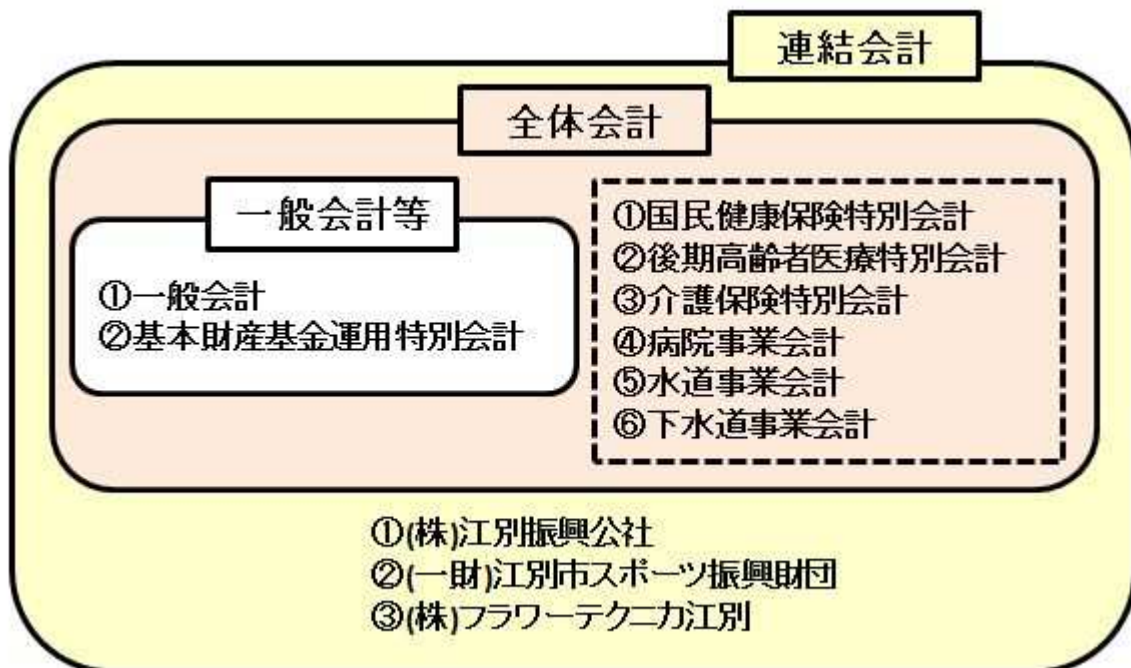 連結会計
全体会計
一般会計等
①一般会計
②基本財産基金運用特別会計
①国民健康保険特別会計
②後期高齢者医療特別会計
③介護保険特別会計
④病院事業会計
⑤水道事業会計
⑥下水道事業会計
①(株)江別振興公社
②(一財)江別市スポーツ振興財団
③(株)フラワーテクニカ江別